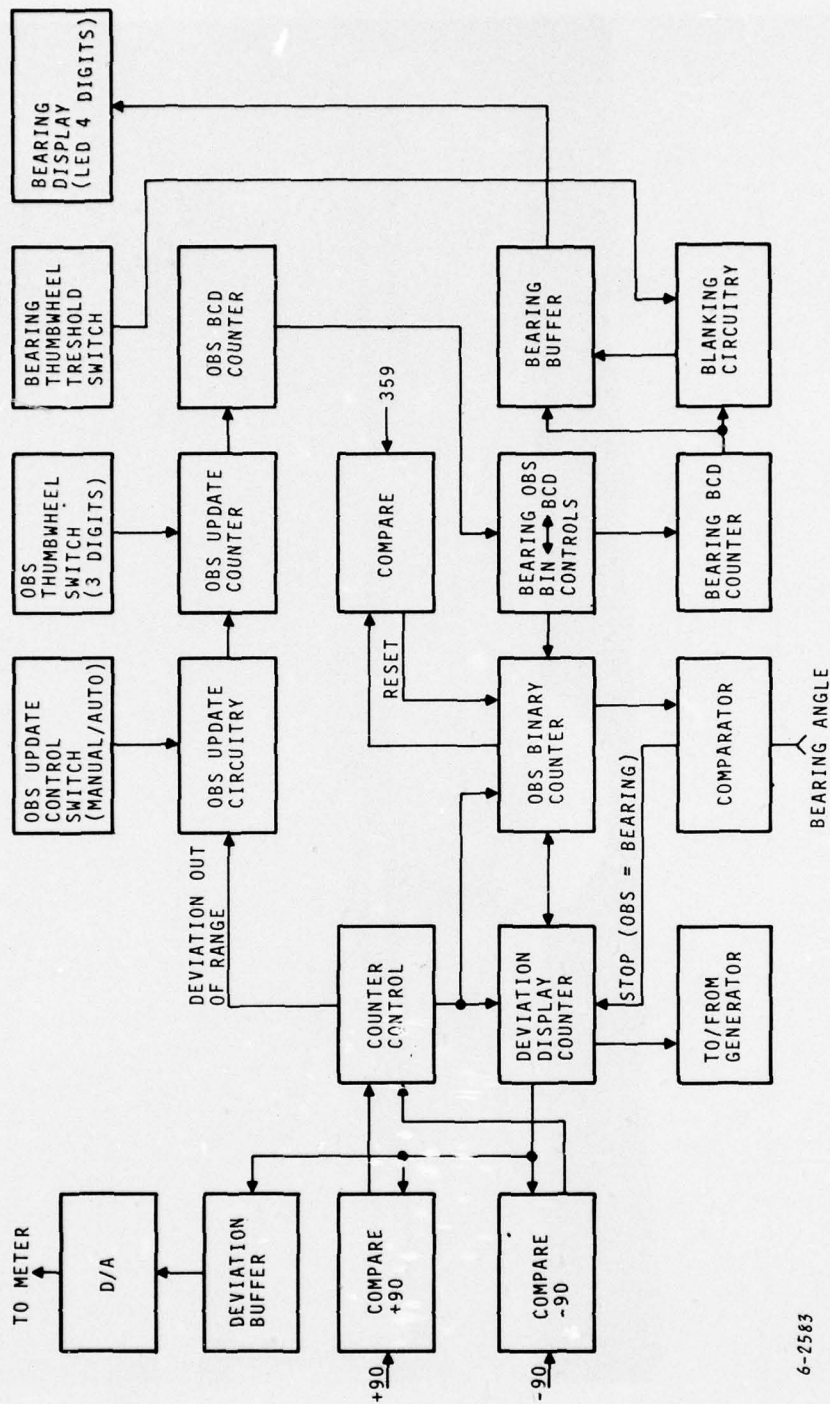 TO METER
D/A
DEVIATION
BUFFER
+90
COMPARE
+90
-90
COMPARE
-90
DEVIATION OUT
OF RANGE
COUNTER
CONTROL
DEVIATION
DISPLAY
COUNTER
STOP (OBS = BEARING)
TO/FROM
GENERATOR
OBS UPDATE
CONTROL
SWITCH
(MANUAL/AUTO)
OBS UPDATE
CIRCUITRY
RESET
OBS BINARY
COUNTER
COMPARATOR
BEARING ANGLE
OBS
THUMBWHEEL
SWITCH
(3 DIGITS)
OBS UPDATE
COUNTER
COMPARE
359
BEARING OBS
BIN ↔ BCD
CONTROLS
BEARING BCD
COUNTER
BEARING
THUMBWHEEL
TRESHOLD
SWITCH
OBS BCD
COUNTER
BEARING
BUFFER
BLANKING
CIRCUITRY
BEARING
DISPLAY
(LED 4 DIGITS)
6-2583